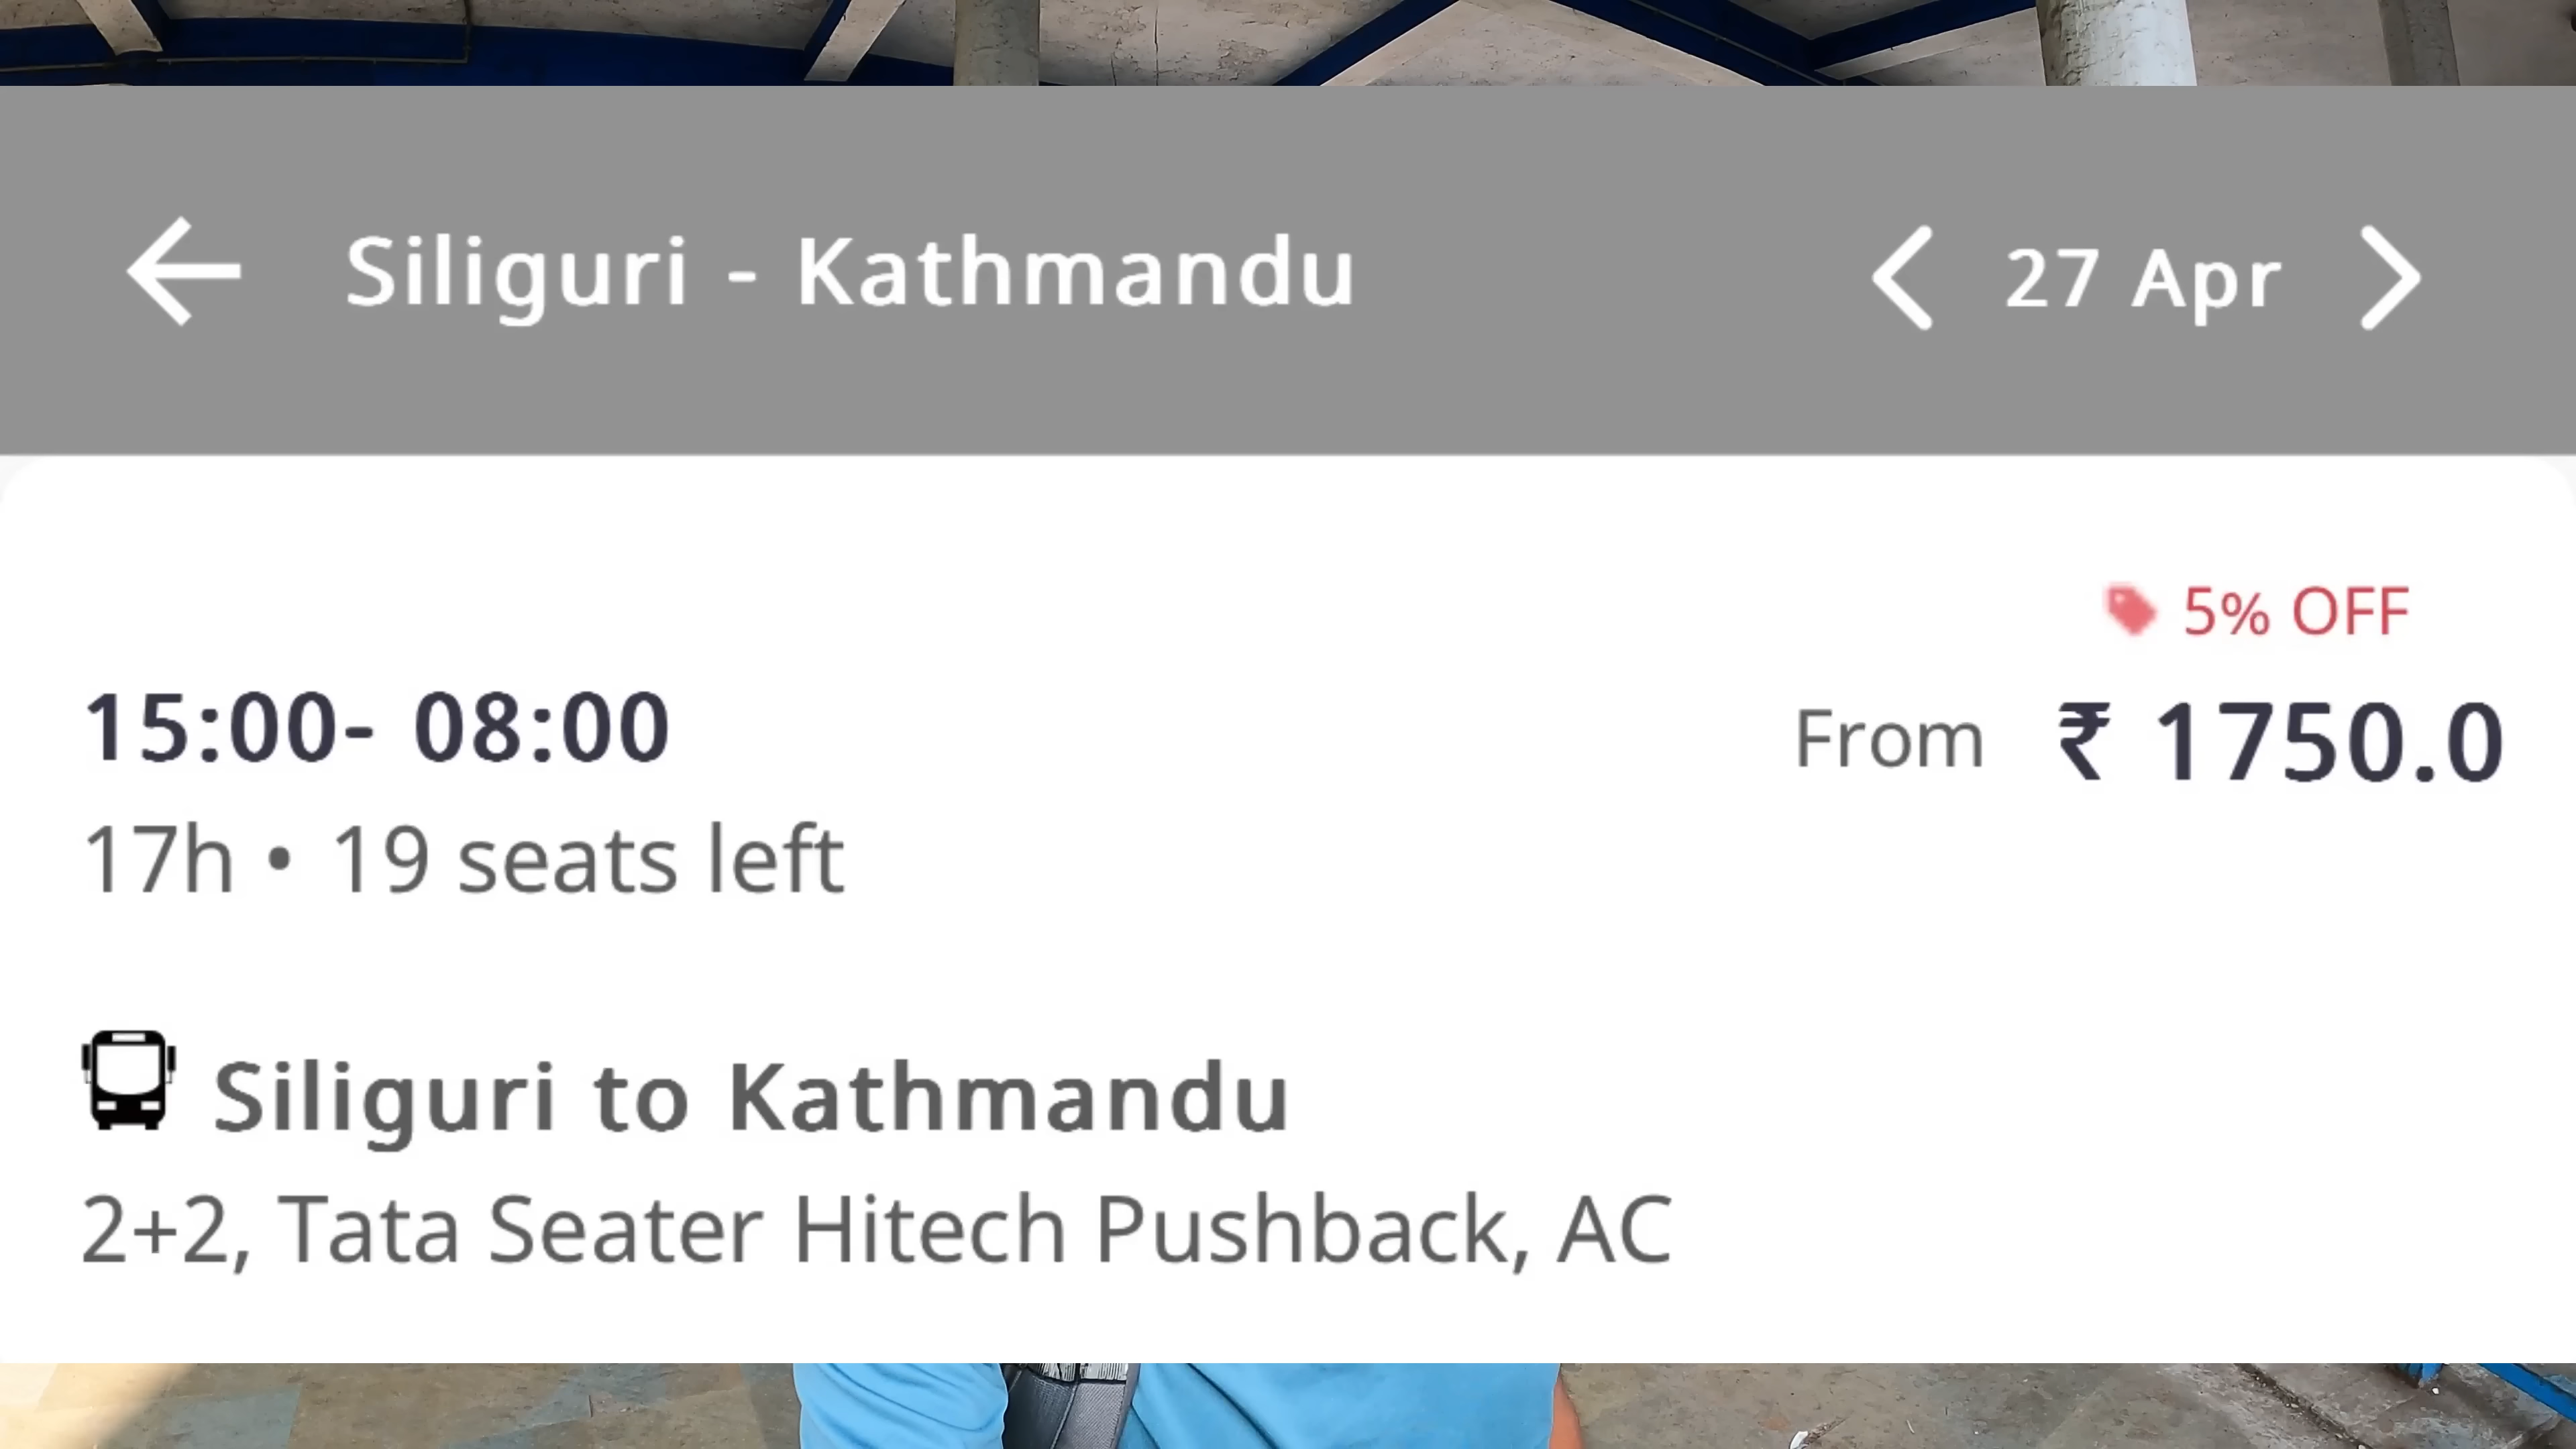 Siliguri - Kathmandu
27 Apr
5% OFF
15:00- 08:00
From ₹ 1750.0
17h • 19 seats left
Siliguri to Kathmandu
2+2, Tata Seater Hitech Pushback, AC